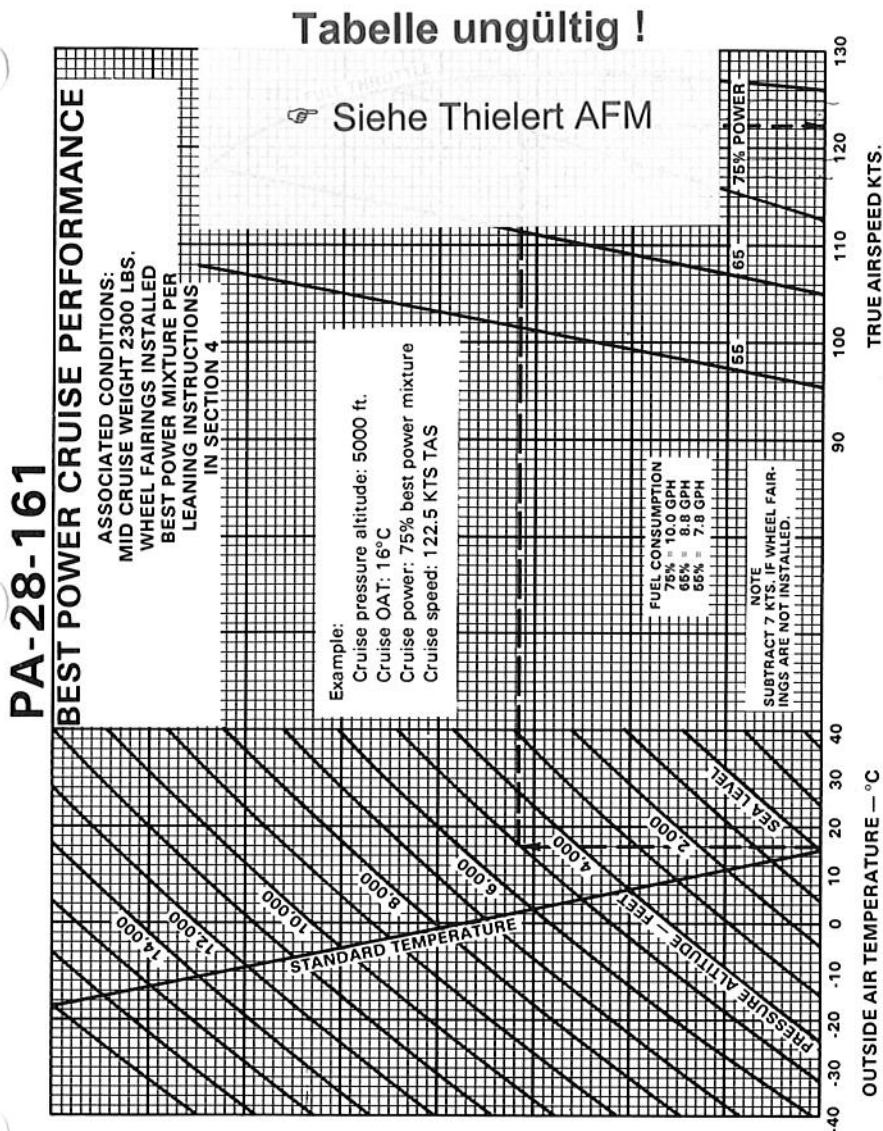 Tabelle ungültig !
☞ Siehe Thielert AFM
PA-28-161
BEST POWER CRUISE PERFORMANCE
ASSOCIATED CONDITIONS:
MID CRUISE WEIGHT 2300 LBS.
WHEEL FAIRINGS INSTALLED
BEST POWER MIXTURE PER
LEANING INSTRUCTIONS
IN SECTION 4
FULL THROTTLE
Example:
Cruise pressure altitude: 5000 ft.
Cruise OAT: 16°C
Cruise power: 75% best power mixture
Cruise speed: 122.5 KTS TAS
FUEL CONSUMPTION
75% = 10.0 GPH
65% = 8.8 GPH
55% = 7.8 GPH
NOTE
SUBTRACT 7 KTS. IF WHEEL FAIR-
INGS ARE NOT INSTALLED.
14,000
12,000
10,000
8,000
6,000
4,000
2,000
SEA LEVEL
STANDARD TEMPERATURE
PRESSURE ALTITUDE — FEET
55
65
75% POWER
-40 -30 -20 -10 0 10 20 30 40
OUTSIDE AIR TEMPERATURE — °C
90 100 110 120 130
TRUE AIRSPEED KTS.